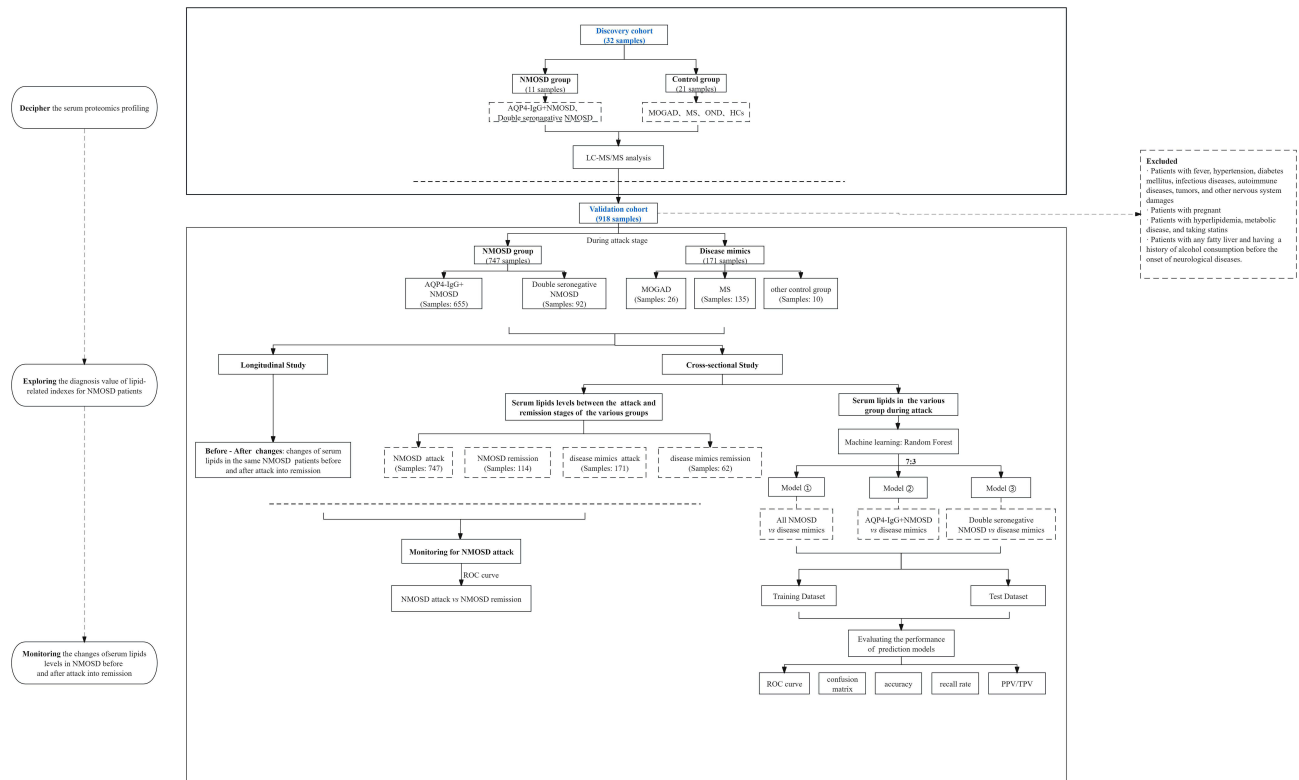 Discovery cohort
(32 samples)
NMOSD group
(11 samples)
Control group
(21 samples)
Decipher the serum proteomics profiling
AQP4-IgG+NMOSD、
Double seronagative NMOSD
MOGAD、MS、OND、HCs
LC-MS/MS analysis
Excluded
· Patients with fever, hypertension, diabetes
mellitus, infectious diseases, autoimmune
diseases, tumors, and other nervous system
damages
· Patients with pregnant
· Patients with hyperlipidemia, metabolic
disease, and taking statins
· Patients with any fatty liver and having a
history of alcohol consumption before the
onset of neurological diseases.
Validation cohort
(918 samples)
During attack stage
NMOSD group
(747 samples)
Disease mimics
(171 samples)
AQP4-IgG+
NMOSD
(Samples: 655)
Double seronegative
NMOSD
(Samples: 92)
MOGAD
(Samples: 26)
MS
(Samples: 135)
other control group
(Samples: 10)
Longitudinal Study
Cross-sectional Study
Exploring the diagnosis value of lipid-
related indexes for NMOSD patients
Serum lipids levels between the attack and
remission stages of the various groups
Serum lipids in the various
group during attack
Machine learning: Random Forest
Before - After changes: changes of serum
lipids in the same NMOSD patients before
and after attack into remission
NMOSD attack
(Samples: 747)
NMOSD remission
(Samples: 114)
disease mimics attack
(Samples: 171)
disease mimics remission
(Samples: 62)
7:3
Model ①
Model ②
Model ③
All NMOSD
vs disease mimics
AQP4-IgG+NMOSD
vs disease mimics
Double seronegative
NMOSD vs disease mimics
Monitoring for NMOSD attack
ROC curve
NMOSD attack vs NMOSD remission
Training Dataset
Test Dataset
Monitoring the changes ofserum lipids
levels in NMOSD before
and after attack into remission
Evaluating the performance
of prediction models
ROC curve
confusion
matrix
accuracy
recall rate
PPV/TPV